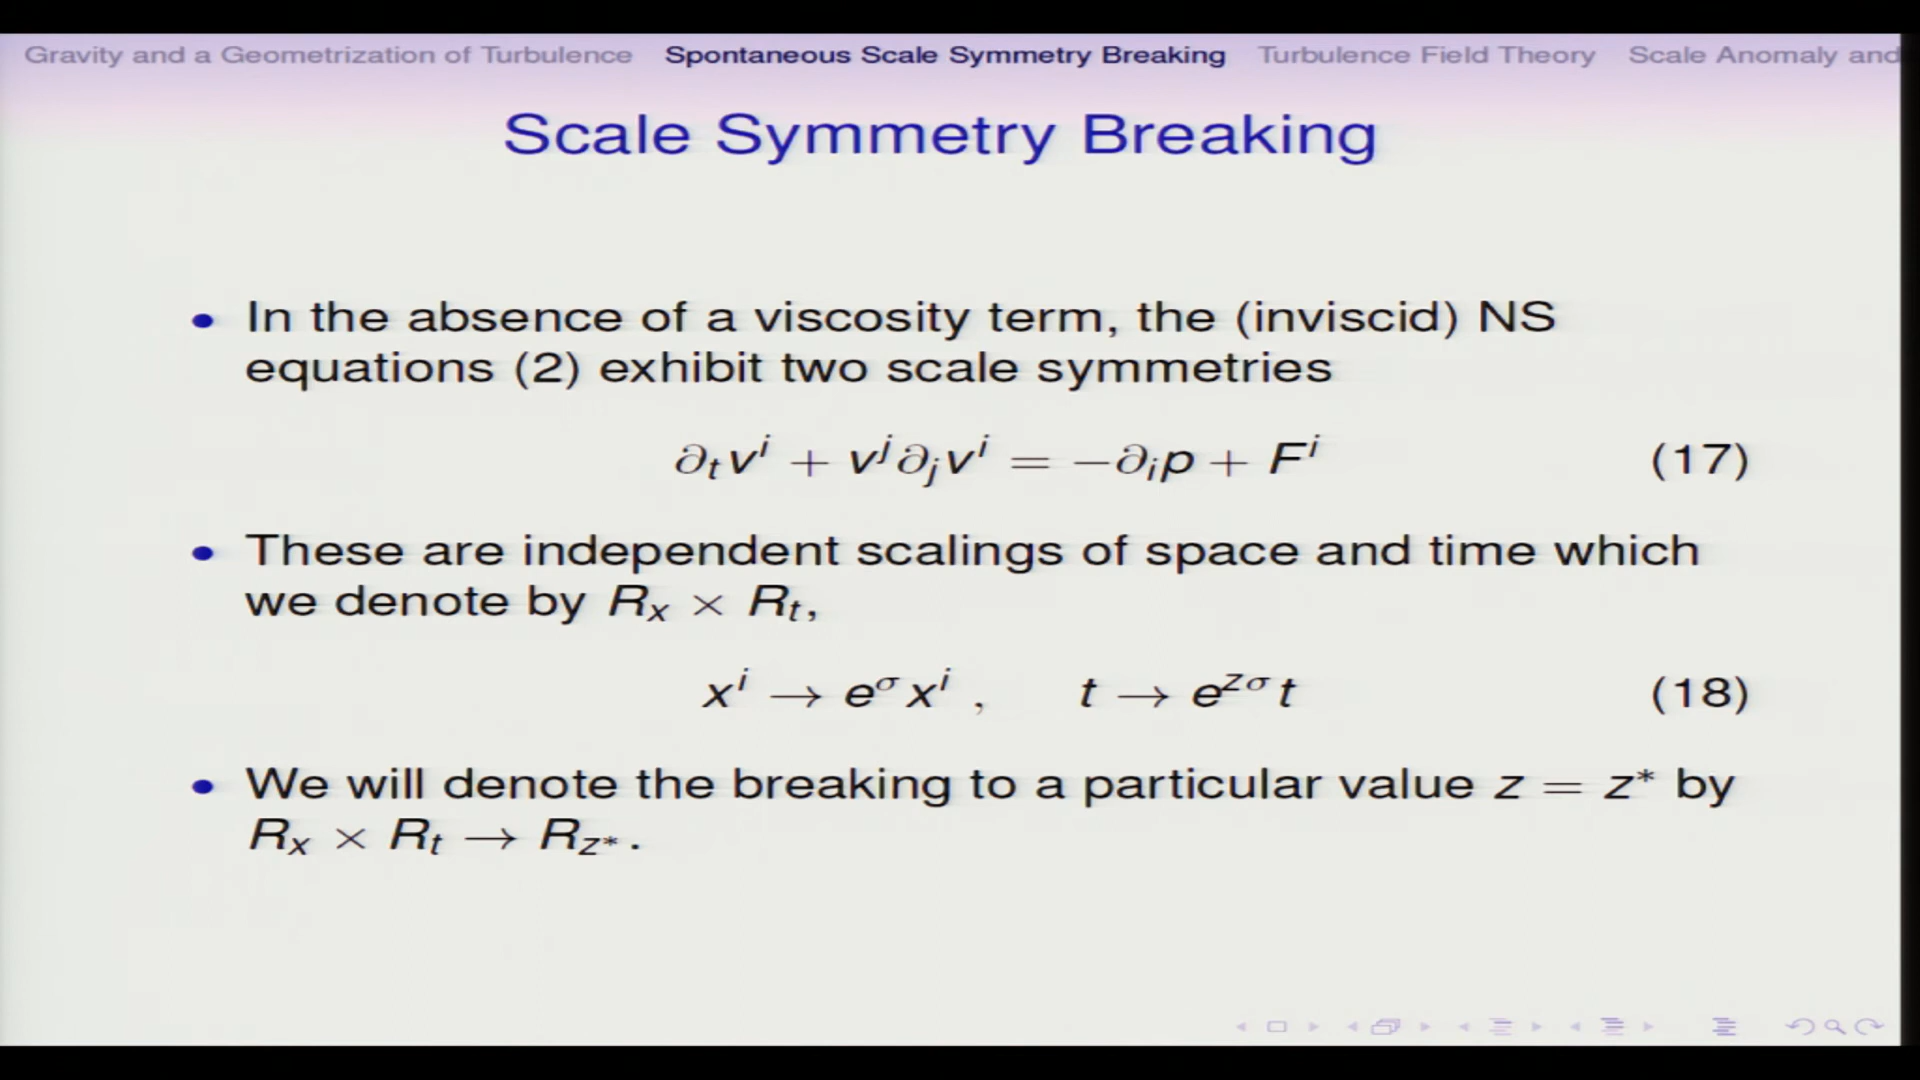 Gravity and a Geometrization of Turbulence Spontaneous Scale Symmetry Breaking Turbulence Field Theory Scale Anomaly and
Scale Symmetry Breaking
• In the absence of a viscosity term, the (inviscid) NS
equations (2) exhibit two scale symmetries
∂ₜvⁱ + vʲ∂ⱼvⁱ = −∂ᵢp + Fⁱ (17)
• These are independent scalings of space and time which
we denote by Rₓ × Rₜ,
xⁱ → e^σ xⁱ , t → e^{zσ} t (18)
• We will denote the breaking to a particular value z = z* by
Rₓ × Rₜ → R_{z*}.